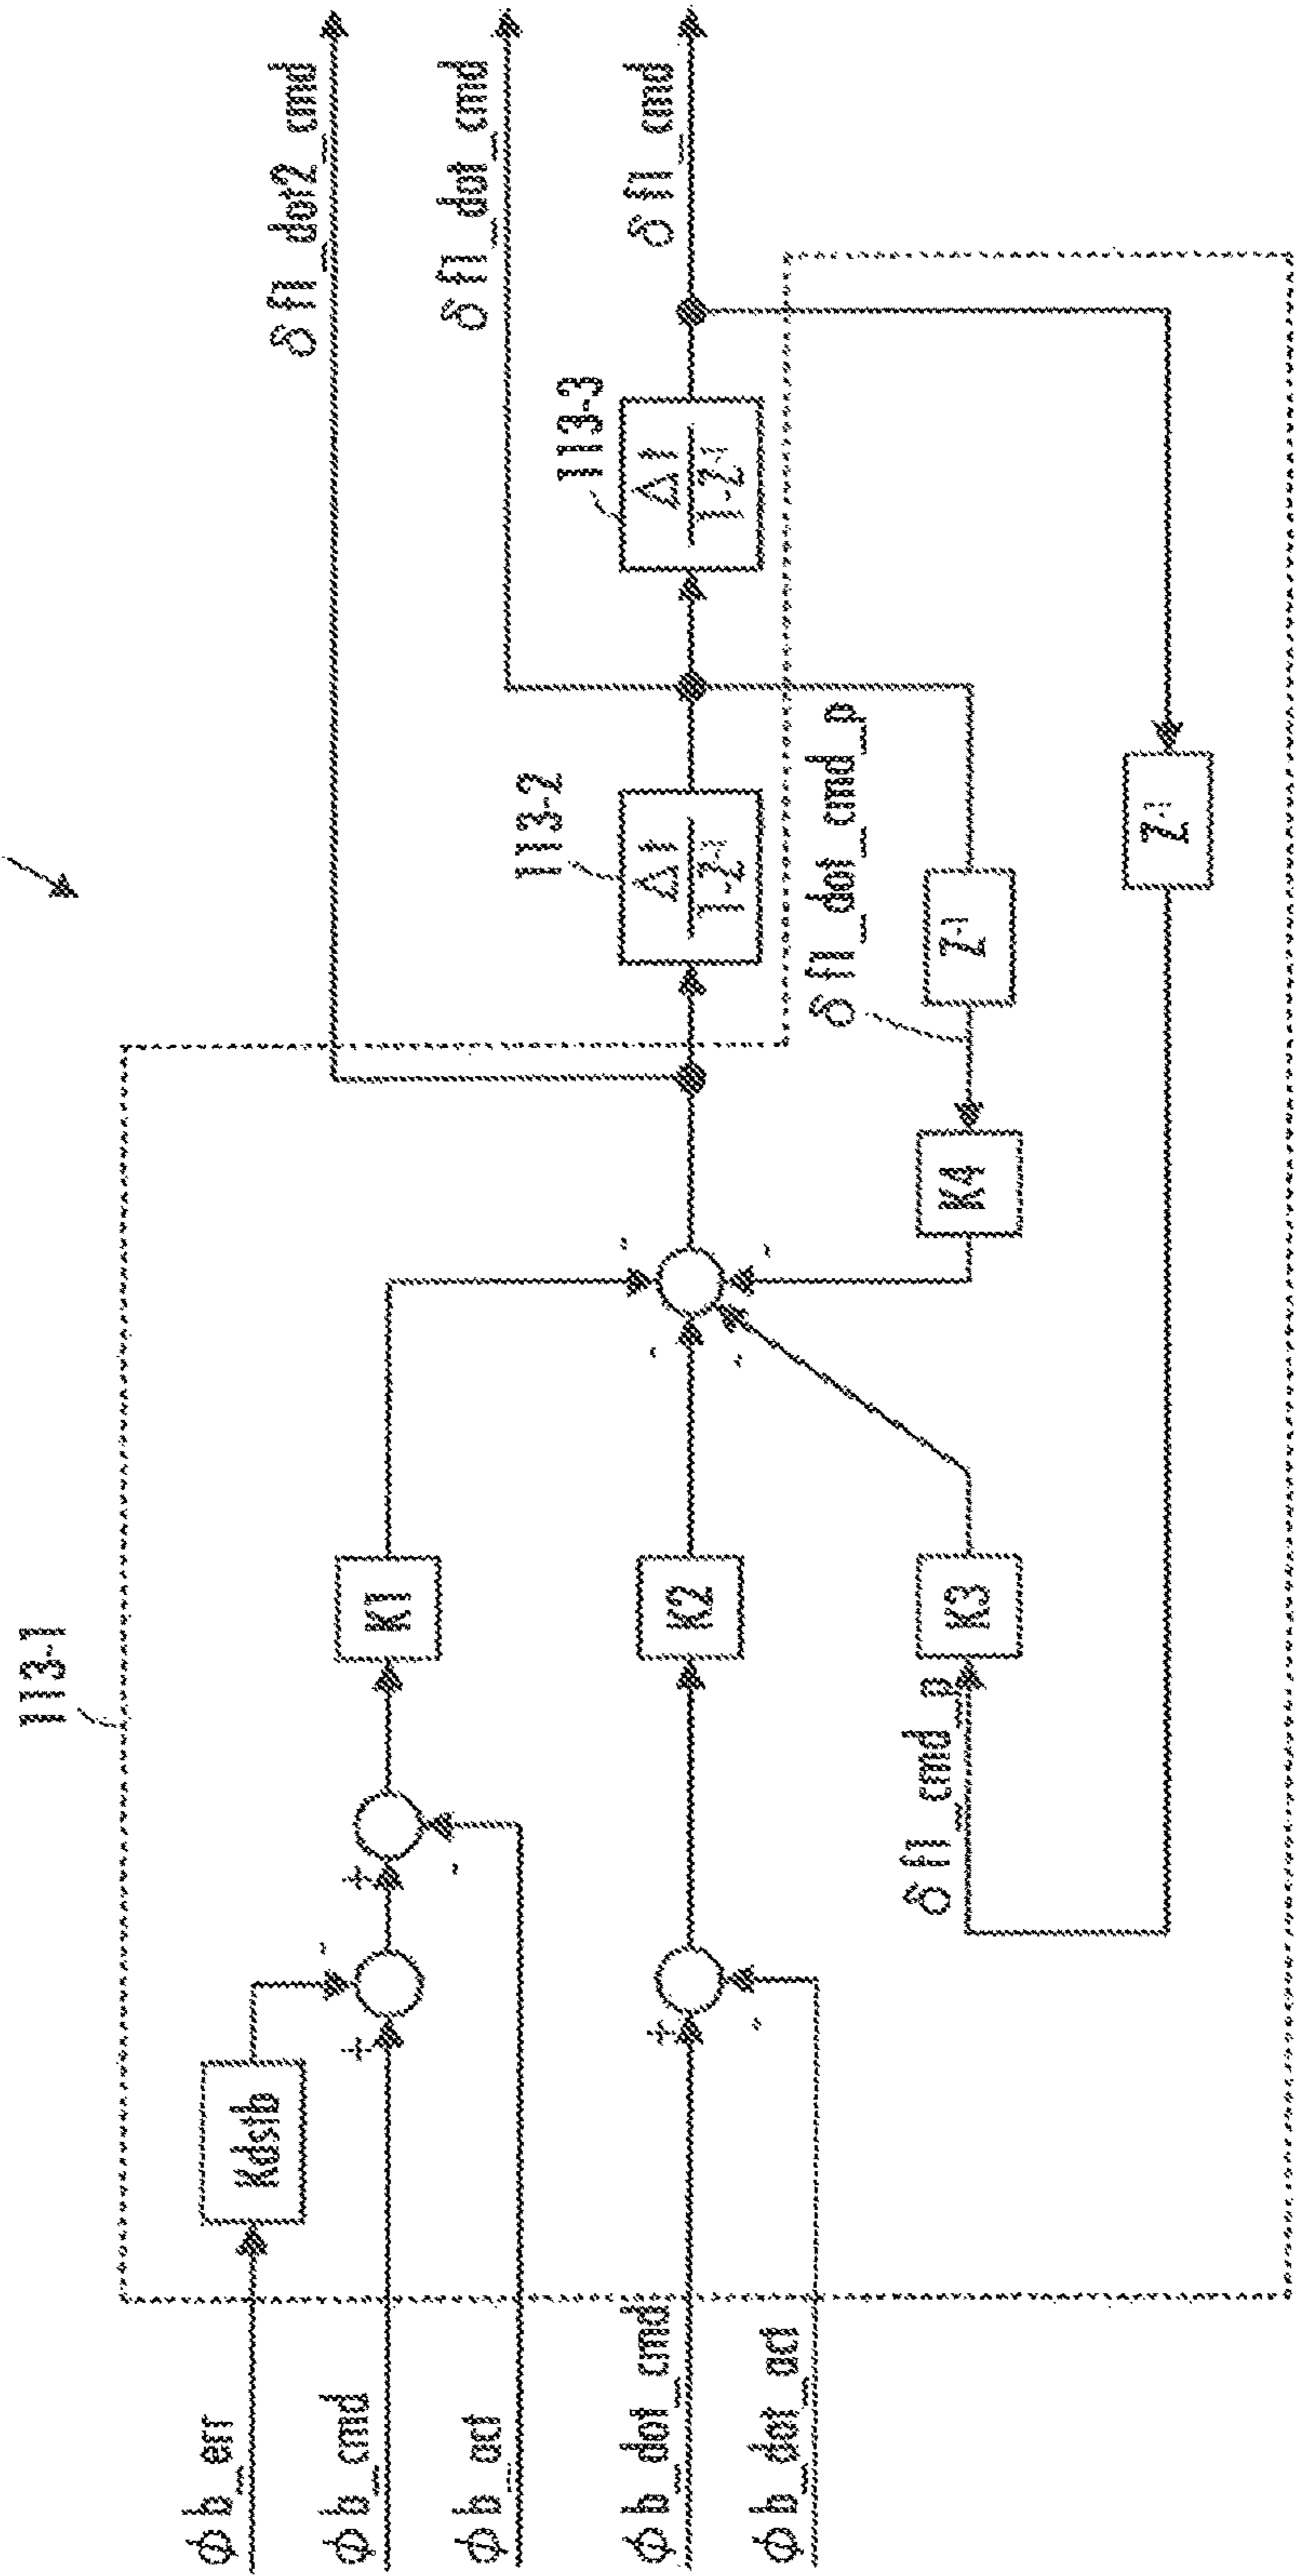 113-1
ϕb_err
Kdstb
ϕb_cmd
+
-
+
-
K1
ϕb_act
ϕb_dot_cmd
+
-
K2
ϕb_dot_act
δf1_cmd_p
K3
-
-
-
-
K4
δf1_dot_cmd_p
Z-1
Z-1
113-2
Δt
1-Z-1
113-3
Δt
1-Z-1
δf1_dot2_cmd
δf1_dot_cmd
δf1_cmd